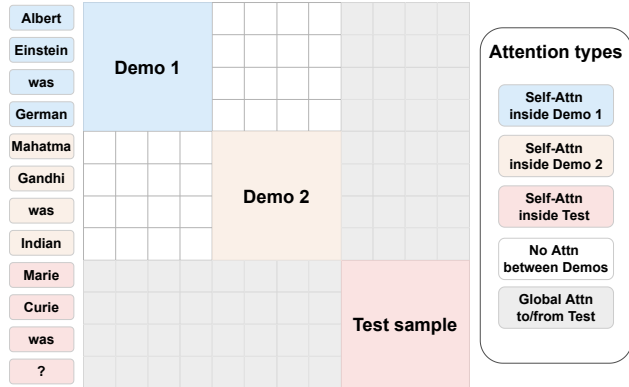 Albert
Einstein
was
German
Mahatma
Gandhi
was
Indian
Marie
Curie
was
?
Demo 1
Demo 2
Test sample
Attention types
Self-Attn
inside Demo 1
Self-Attn
inside Demo 2
Self-Attn
inside Test
No Attn
between Demos
Global Attn
to/from Test